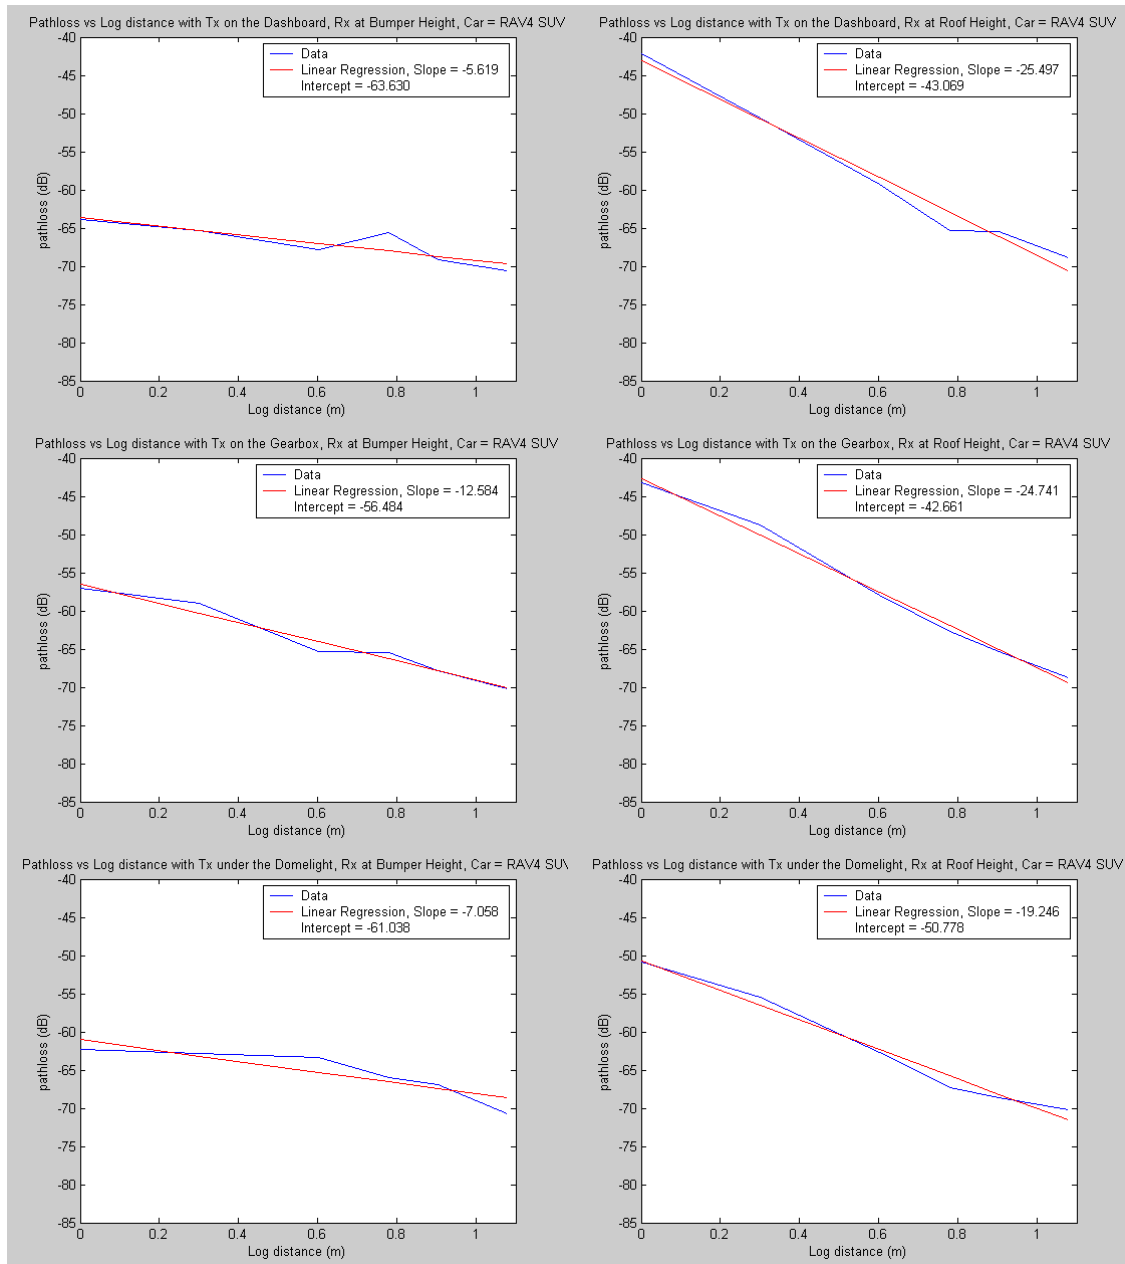 Pathloss vs Log distance with Tx on the Dashboard, Rx at Bumper Height, Car = RAV4 SUV
-40
-45
-50
-55
-60
-65
-70
-75
-80
-85
pathloss (dB)
Data
Linear Regression, Slope = -5.619
Intercept = -63.630
0 0.2 0.4 0.6 0.8 1
Log distance (m)
Pathloss vs Log distance with Tx on the Dashboard, Rx at Roof Height, Car = RAV4 SUV
-40
-45
-50
-55
-60
-65
-70
-75
-80
-85
pathloss (dB)
Data
Linear Regression, Slope = -25.497
Intercept = -43.069
0 0.2 0.4 0.6 0.8 1
Log distance (m)
Pathloss vs Log distance with Tx on the Gearbox, Rx at Bumper Height, Car = RAV4 SUV
-40
-45
-50
-55
-60
-65
-70
-75
-80
-85
pathloss (dB)
Data
Linear Regression, Slope = -12.584
Intercept = -56.484
0 0.2 0.4 0.6 0.8 1
Log distance (m)
Pathloss vs Log distance with Tx on the Gearbox, Rx at Roof Height, Car = RAV4 SUV
-40
-45
-50
-55
-60
-65
-70
-75
-80
-85
pathloss (dB)
Data
Linear Regression, Slope = -24.741
Intercept = -42.661
0 0.2 0.4 0.6 0.8 1
Log distance (m)
Pathloss vs Log distance with Tx under the Domelight, Rx at Bumper Height, Car = RAV4 SU\
-40
-45
-50
-55
-60
-65
-70
-75
-80
-85
pathloss (dB)
Data
Linear Regression, Slope = -7.058
Intercept = -61.038
0 0.2 0.4 0.6 0.8 1
Log distance (m)
Pathloss vs Log distance with Tx under the Domelight, Rx at Roof Height, Car = RAV4 SUV
-40
-45
-50
-55
-60
-65
-70
-75
-80
-85
pathloss (dB)
Data
Linear Regression, Slope = -19.246
Intercept = -50.778
0 0.2 0.4 0.6 0.8 1
Log distance (m)